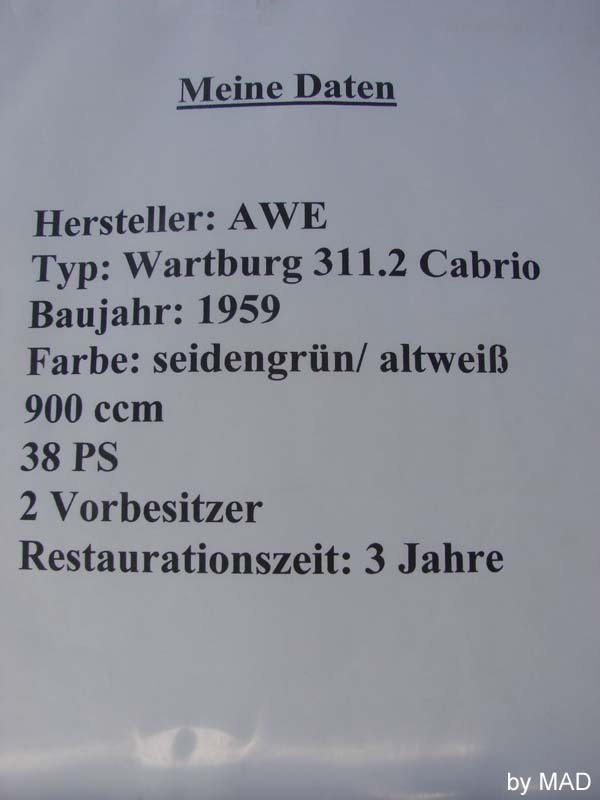 Meine Daten
Hersteller: AWE
Typ: Wartburg 311.2 Cabrio
Baujahr: 1959
Farbe: seidengrün/ altweiß
900 ccm
38 PS
2 Vorbesitzer
Restaurationszeit: 3 Jahre
by MAD